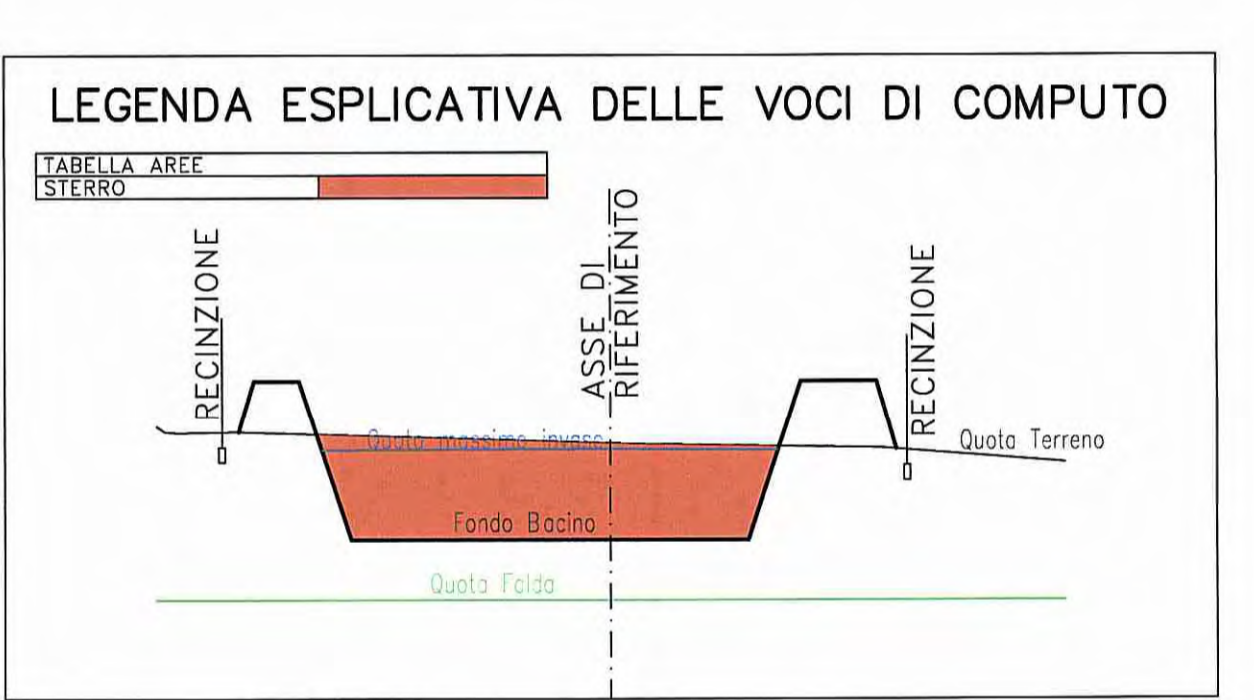 LEGENDA ESPLICATIVA DELLE VOCI DI COMPUTO
TABELLA AREE
STERRO
RECINZIONE
ASSE DI
RIFERIMENTO
RECINZIONE
Quota massimo invaso
Quota Terreno
Fondo Bacino
Quota Falda